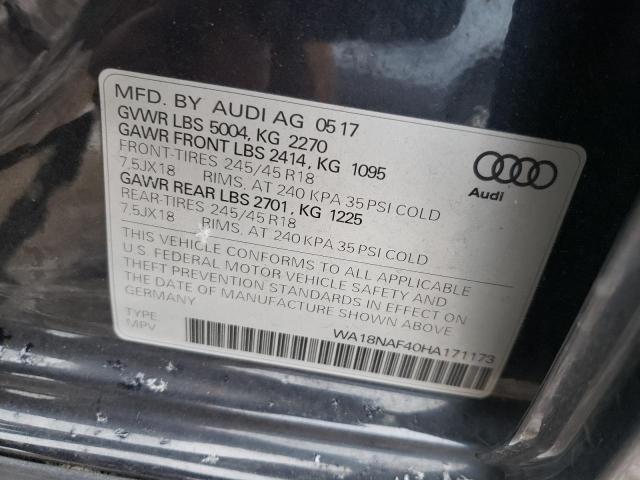 MFD. BY AUDI AG 0517
GVWR LBS 5004, KG 2270
GAWR FRONT LBS 2414, KG 1095
FRONT-TIRES 245/45 R18
7,5JX18 RIMS, AT 240 KPA 35 PSI COLD
GAWR REAR LBS 2701, KG 1225
REAR-TIRES 245/45 R18
7,5JX18 RIMS, AT 240 KPA 35 PSI COLD
THIS VEHICLE CONFORMS TO ALL APPLICABLE
U.S. FEDERAL MOTOR VEHICLE SAFETY AND
THEFT PREVENTION STANDARDS IN EFFECT ON
THE DATE OF MANUFACTURE SHOWN ABOVE
GERMANY
TYPE
MPV
WA18NAF40HA171173
Audi